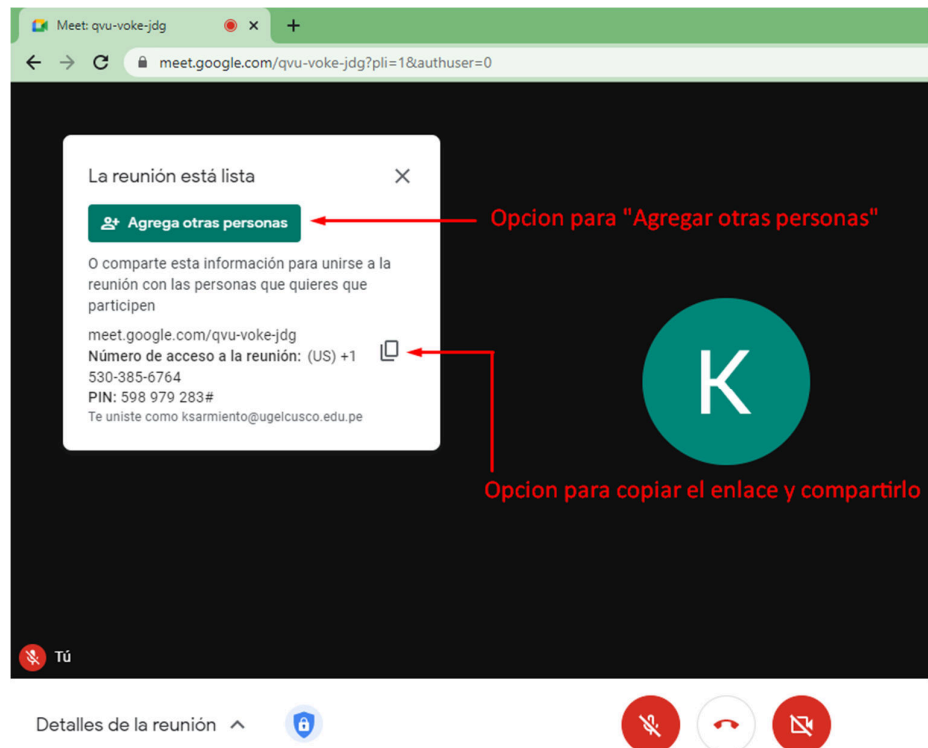 Meet: qvu-voke-jdg
meet.google.com/qvu-voke-jdg?pli=1&authuser=0
La reunión está lista
Agrega otras personas
Opcion para "Agregar otras personas"
O comparte esta información para unirse a la
reunión con las personas que quieres que
participen
meet.google.com/qvu-voke-jdg
Número de acceso a la reunión: (US) +1
530-385-6764
PIN: 598 979 283#
Te uniste como ksarmiento@ugelcusco.edu.pe
K
Opcion para copiar el enlace y compartirlo
Tú
Detalles de la reunión